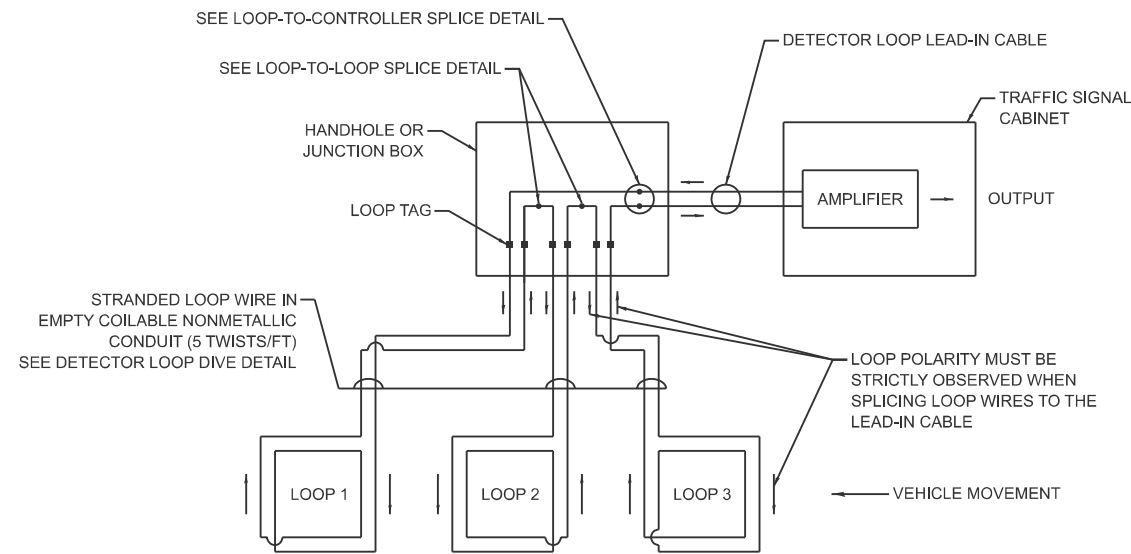 SEE LOOP-TO-CONTROLLER SPLICE DETAIL
DETECTOR LOOP LEAD-IN CABLE
SEE LOOP-TO-LOOP SPLICE DETAIL
TRAFFIC SIGNAL
CABINET
HANDHOLE OR
JUNCTION BOX
AMPLIFIER
OUTPUT
LOOP TAG
STRANDED LOOP WIRE IN
EMPTY COILABLE NONMETALLIC
CONDUIT (5 TWISTS/FT)
SEE DETECTOR LOOP DIVE DETAIL
LOOP POLARITY MUST BE
STRICTLY OBSERVED WHEN
SPLICING LOOP WIRES TO THE
LEAD-IN CABLE
LOOP 1
LOOP 2
LOOP 3
VEHICLE MOVEMENT